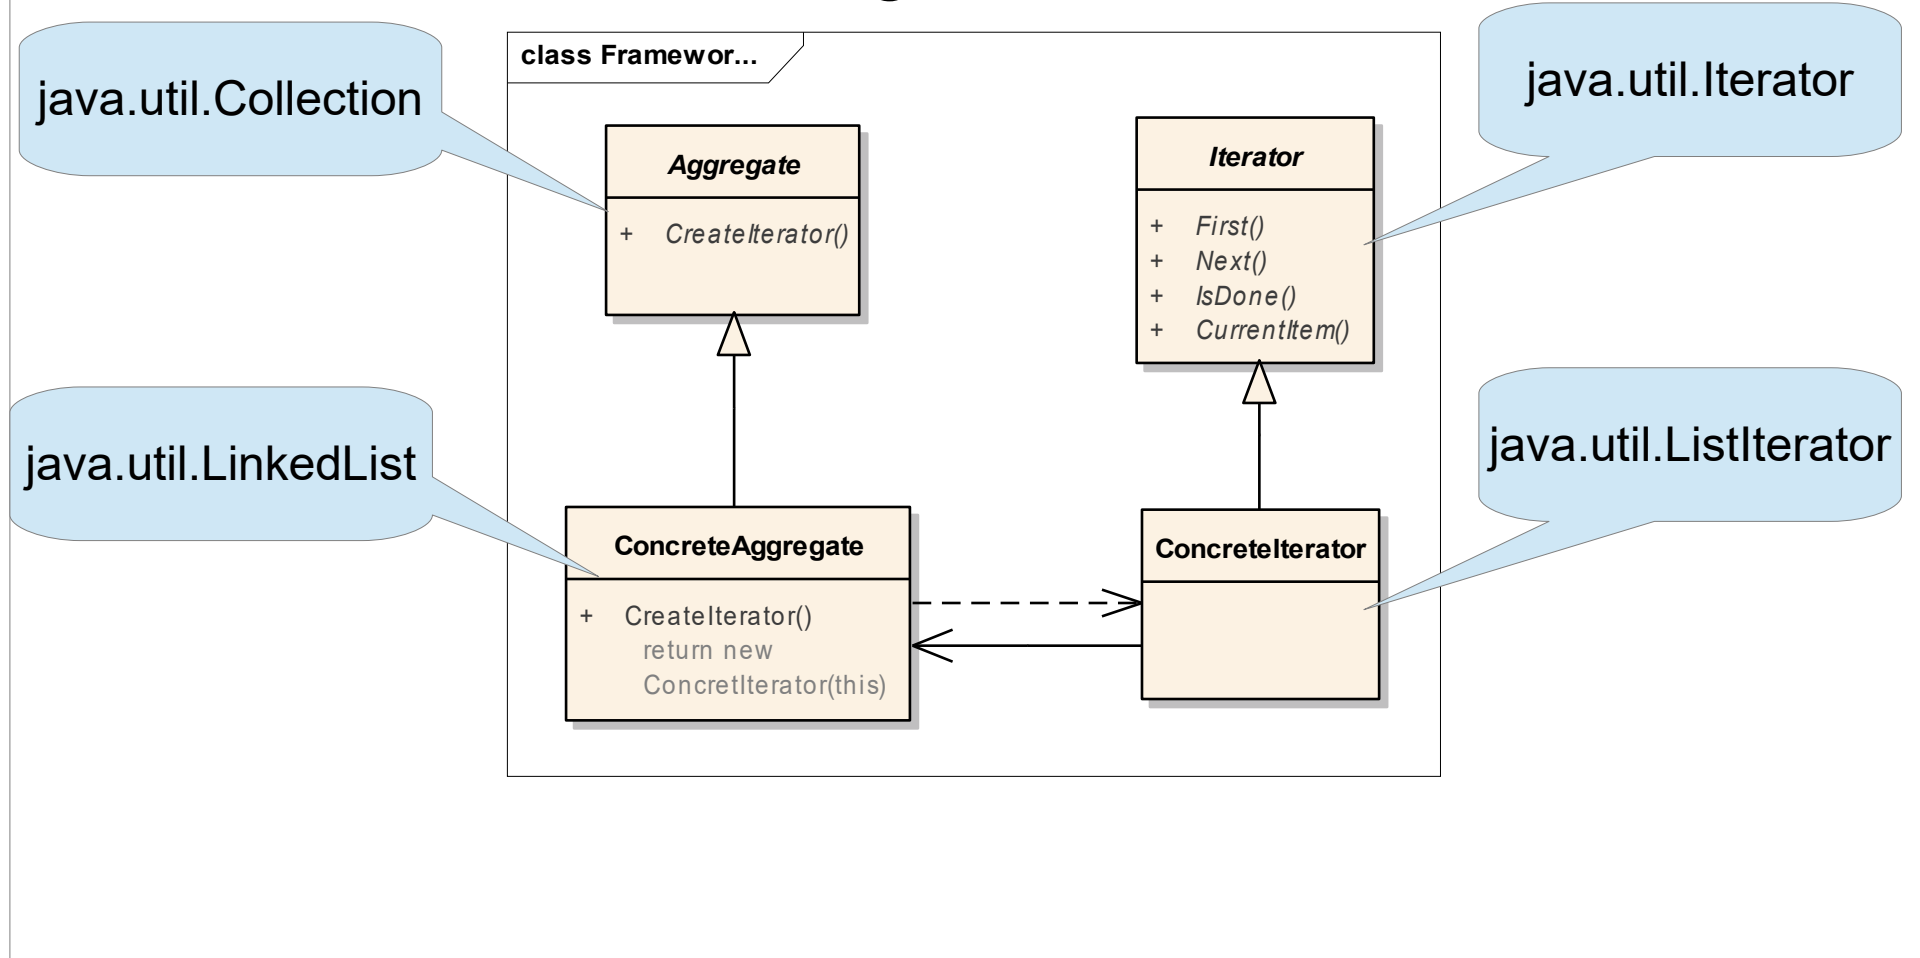 java.util.Collection
class Framewor...
java.util.Iterator
Aggregate
+ CreateIterator()
Iterator
+ First()
+ Next()
+ IsDone()
+ CurrentItem()
java.util.LinkedList
java.util.ListIterator
ConcreteAggregate
+ CreateIterator()
return new
ConcretIterator(this)
ConcreteIterator